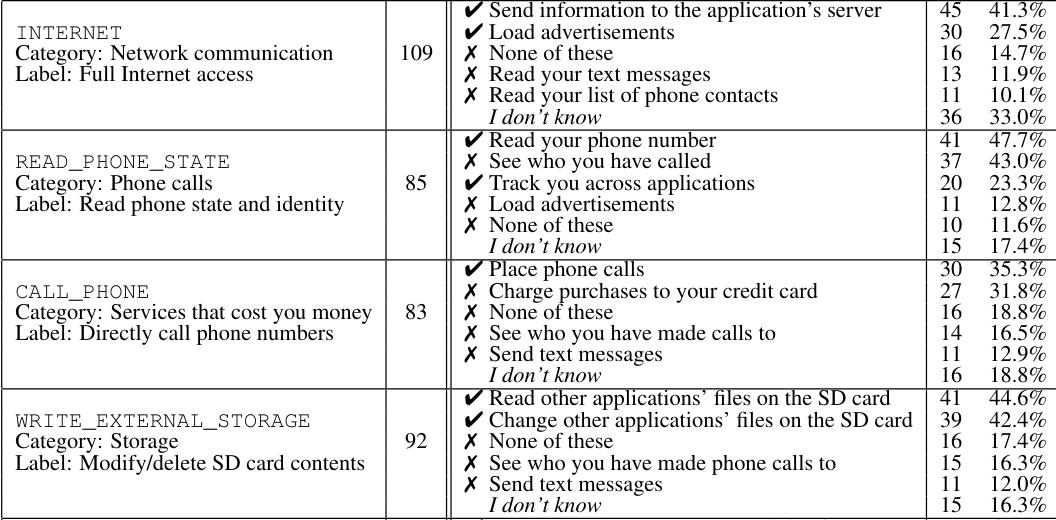 ✔ Send information to the application's server 45 41.3%
INTERNET ✔ Load advertisements 30 27.5%
Category: Network communication 109 ✗ None of these 16 14.7%
Label: Full Internet access ✗ Read your text messages 13 11.9%
✗ Read your list of phone contacts 11 10.1%
I don't know 36 33.0%
✔ Read your phone number 41 47.7%
READ_PHONE_STATE ✗ See who you have called 37 43.0%
Category: Phone calls 85 ✔ Track you across applications 20 23.3%
Label: Read phone state and identity ✗ Load advertisements 11 12.8%
✗ None of these 10 11.6%
I don't know 15 17.4%
✔ Place phone calls 30 35.3%
CALL_PHONE ✗ Charge purchases to your credit card 27 31.8%
Category: Services that cost you money 83 ✗ None of these 16 18.8%
Label: Directly call phone numbers ✗ See who you have made calls to 14 16.5%
✗ Send text messages 11 12.9%
I don't know 16 18.8%
✔ Read other applications' files on the SD card 41 44.6%
WRITE_EXTERNAL_STORAGE ✔ Change other applications' files on the SD card 39 42.4%
Category: Storage 92 ✗ None of these 16 17.4%
Label: Modify/delete SD card contents ✗ See who you have made phone calls to 15 16.3%
✗ Send text messages 11 12.0%
I don't know 15 16.3%